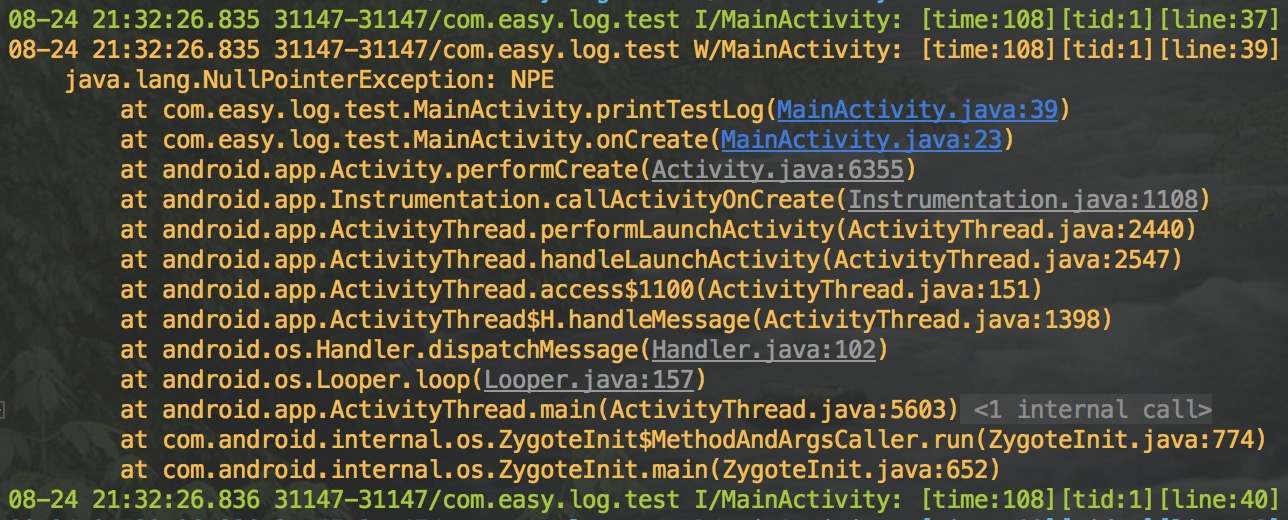 08-24 21:32:26.835 31147-31147/com.easy.log.test I/MainActivity: [time:108][tid:1][line:37]
08-24 21:32:26.835 31147-31147/com.easy.log.test W/MainActivity: [time:108][tid:1][line:39]
java.lang.NullPointerException: NPE
at com.easy.log.test.MainActivity.printTestLog(MainActivity.java:39)
at com.easy.log.test.MainActivity.onCreate(MainActivity.java:23)
at android.app.Activity.performCreate(Activity.java:6355)
at android.app.Instrumentation.callActivityOnCreate(Instrumentation.java:1108)
at android.app.ActivityThread.performLaunchActivity(ActivityThread.java:2440)
at android.app.ActivityThread.handleLaunchActivity(ActivityThread.java:2547)
at android.app.ActivityThread.access$1100(ActivityThread.java:151)
at android.app.ActivityThread$H.handleMessage(ActivityThread.java:1398)
at android.os.Handler.dispatchMessage(Handler.java:102)
at android.os.Looper.loop(Looper.java:157)
at android.app.ActivityThread.main(ActivityThread.java:5603) <1 internal call>
at com.android.internal.os.ZygoteInit$MethodAndArgsCaller.run(ZygoteInit.java:774)
at com.android.internal.os.ZygoteInit.main(ZygoteInit.java:652)
08-24 21:32:26.836 31147-31147/com.easy.log.test I/MainActivity: [time:108][tid:1][line:40]